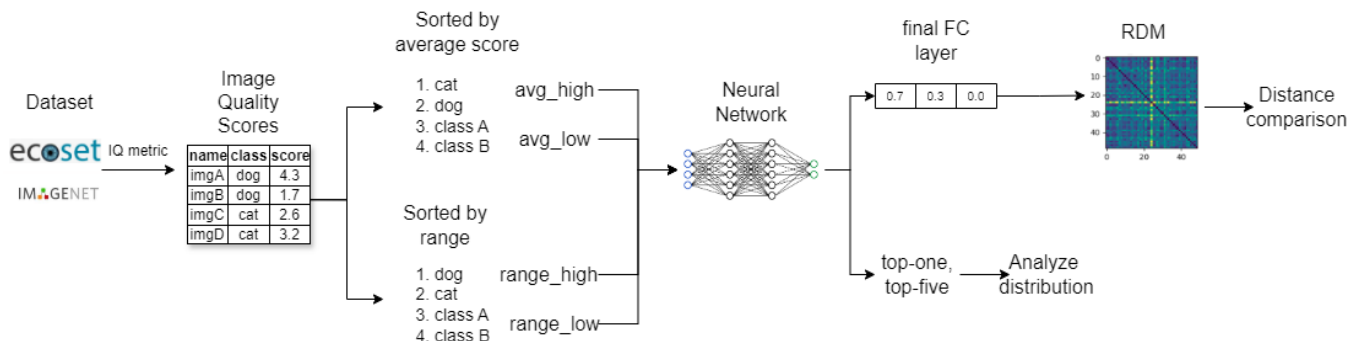 Dataset
ecoset
IMAGENET
IQ metric
Image
Quality
Scores
name class score
imgA dog 4.3
imgB dog 1.7
imgC cat 2.6
imgD cat 3.2
Sorted by
average score
1. cat
2. dog
3. class A
4. class B
avg_high
avg_low
Sorted by
range
1. dog
2. cat
3. class A
4. class B
range_high
range_low
Neural
Network
final FC
layer
0.7 0.3 0.0
RDM
0
10
20
30
40
0 20 40
Distance
comparison
top-one,
top-five
Analyze
distribution